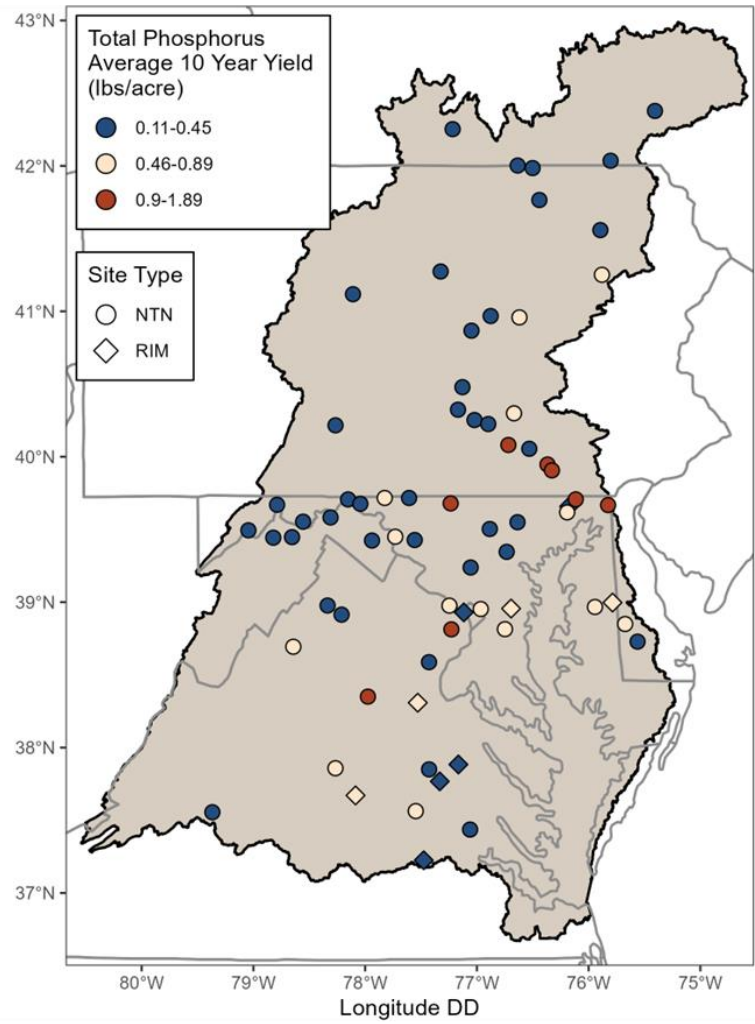 43°N
42°N
41°N
40°N
39°N
38°N
37°N
Total Phosphorus
Average 10 Year Yield
(lbs/acre)
0.11-0.45
0.46-0.89
0.9-1.89
Site Type
NTN
RIM
80°W 79°W 78°W 77°W 76°W 75°W
Longitude DD